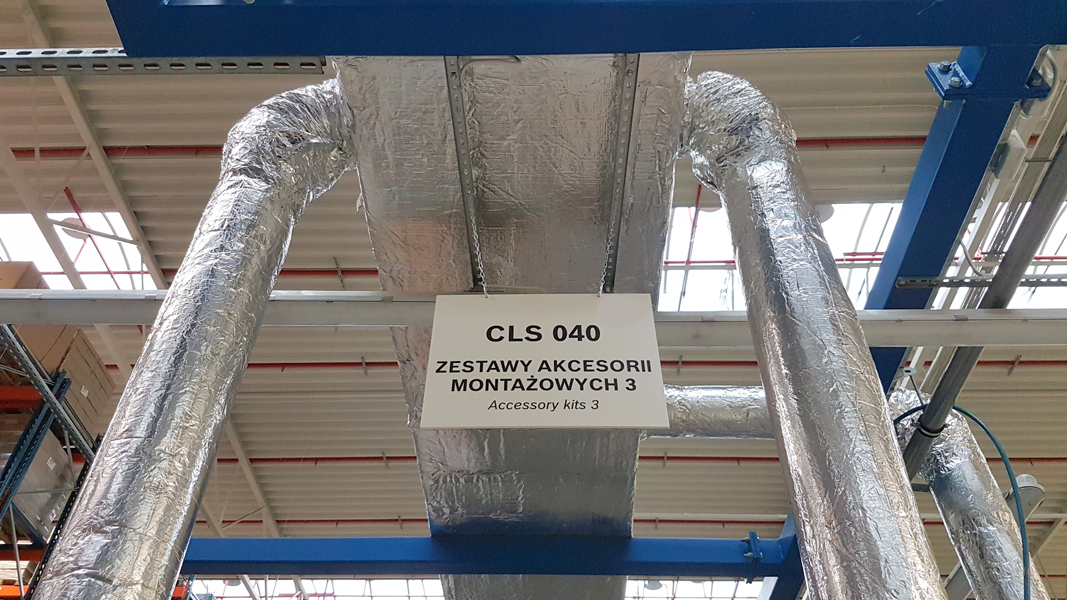 CLS 040
ZESTAWY AKCESORII
MONTAŻOWYCH 3
Accessory kits 3